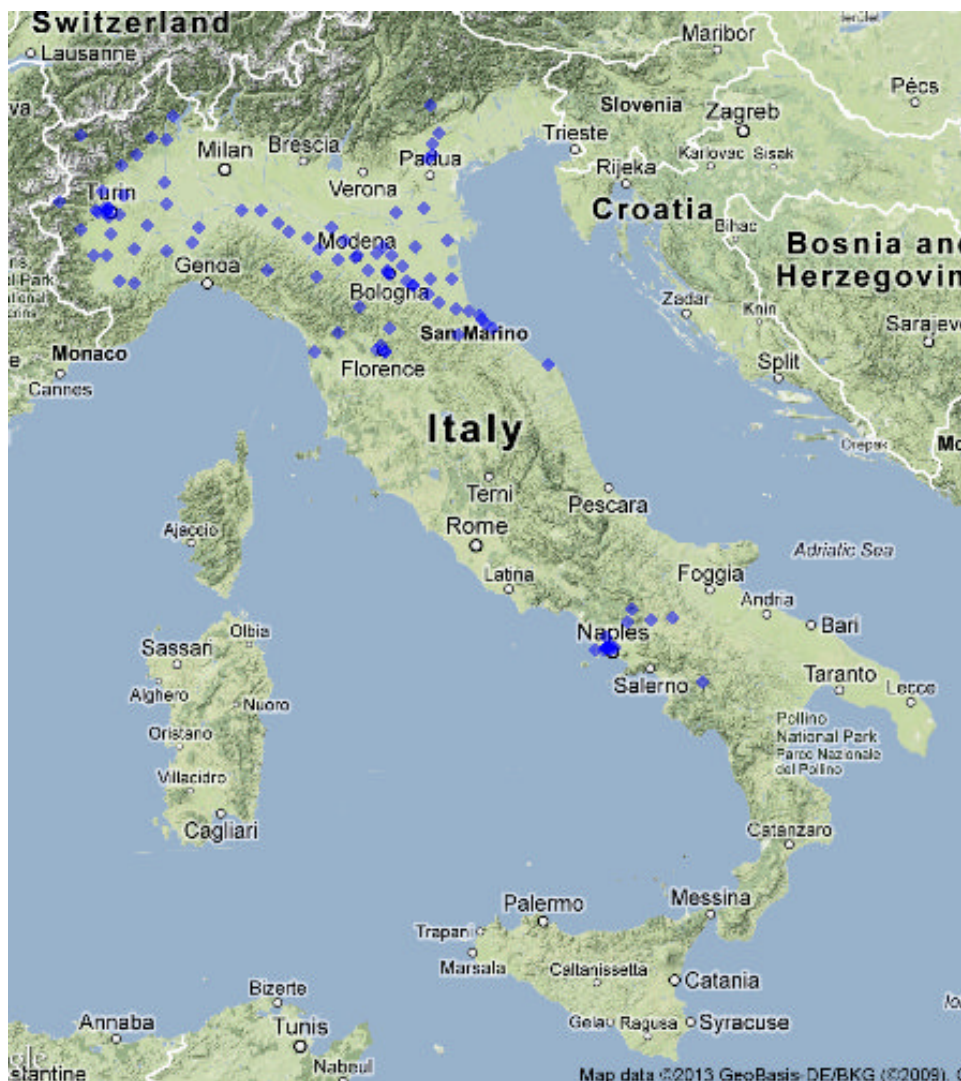 Switzerland
Lausanne
Maribor
Pécs
va
Slovenia
Zagreb
Milan
Brescia
Trieste
Padua
Verona
Karlovac
Sisak
Rijeka
Turin
Croatia
Bihac
Modena
Bosnia and
Herzegovin
Genoa
al Park
Bologna
Zadar
Knin
San Marino
Sarajevo
Monaco
Florence
Split
Cannes
Italy
Terni
Pescara
Ajaccio
Rome
Adriatic Sea
Latina
Foggia
Andria
Olbia
Naples
Bari
Sassari
Salerno
Taranto
Lecce
Alghero
Nuoro
Oristano
Pollino
National Park
Parco Nazionale
del Pollino
Villacidro
Cagliari
Catanzaro
Messina
Palermo
Trapani
Marsala
Caltanissetta
Catania
Bizerte
Annaba
Tunis
Gela
Ragusa
Syracuse
Nabeul
stantine
Map data ©2013 GeoBasis-DE/BKG (©2009),